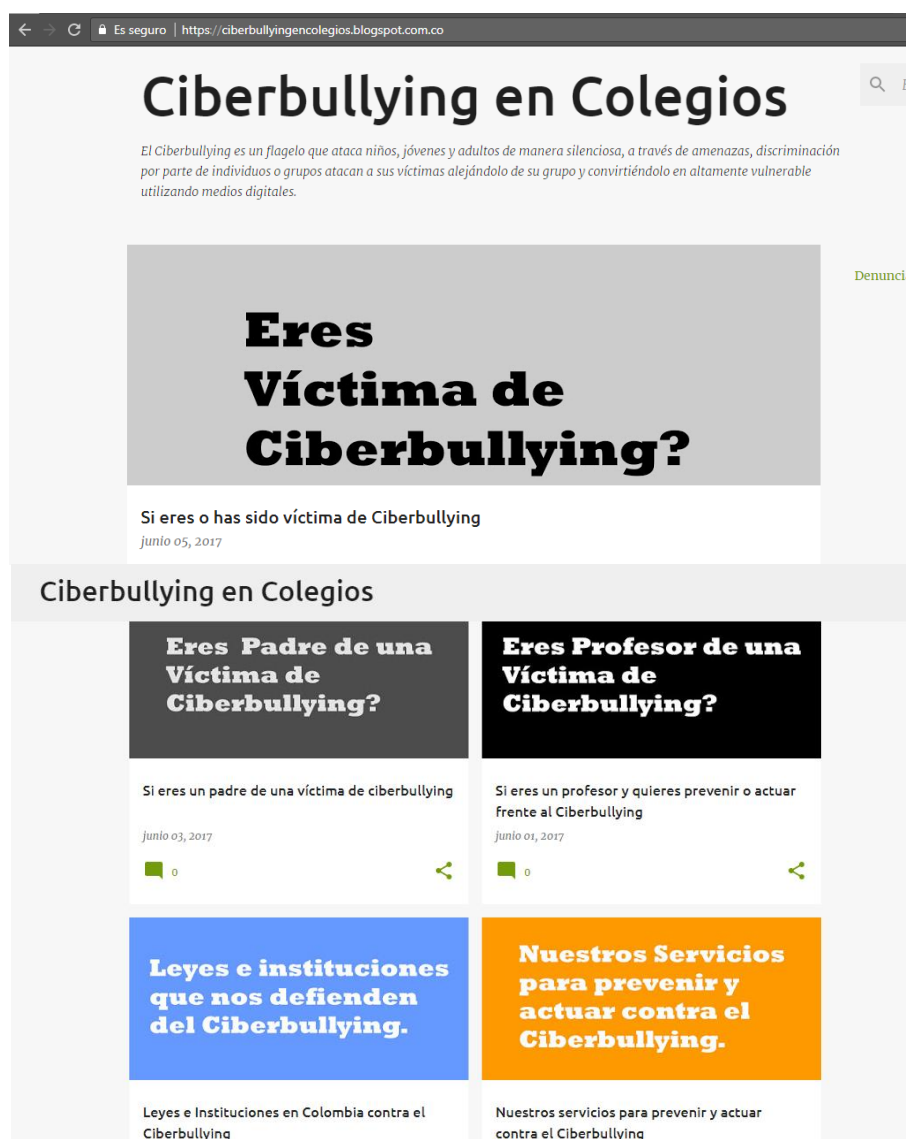 Es seguro | https://ciberbullyingencolegios.blogspot.com.co
Ciberbullying en Colegios
El Ciberbullying es un flagelo que ataca niños, jóvenes y adultos de manera silenciosa, a través de amenazas, discriminación
por parte de individuos o grupos atacan a sus víctimas alejándolo de su grupo y convirtiéndolo en altamente vulnerable
utilizando medios digitales.
Denunci
Eres
Víctima de
Ciberbullying?
Si eres o has sido víctima de Ciberbullying
junio 05, 2017
Ciberbullying en Colegios
Eres Padre de una
Víctima de
Ciberbullying?
Si eres un padre de una víctima de ciberbullying
junio 03, 2017
0
Eres Profesor de una
Víctima de
Ciberbullying?
Si eres un profesor y quieres prevenir o actuar
frente al Ciberbullying
junio 01, 2017
0
Leyes e instituciones
que nos defienden
del Ciberbullying.
Leyes e Instituciones en Colombia contra el
Ciberbullying
Nuestros Servicios
para prevenir y
actuar contra el
Ciberbullying.
Nuestros servicios para prevenir y actuar
contra el Ciberbullying